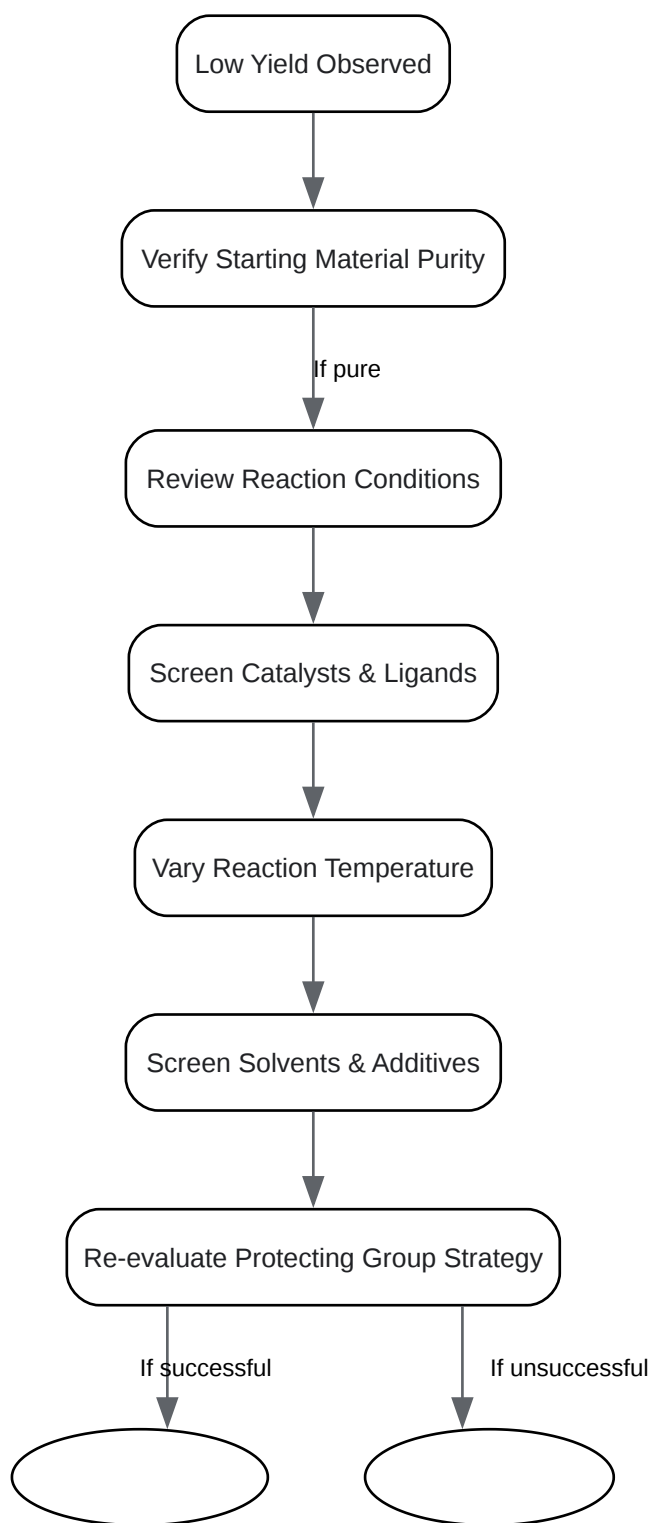 Low Yield Observed
Verify Starting Material Purity
If pure
Review Reaction Conditions
Screen Catalysts & Ligands
Vary Reaction Temperature
Screen Solvents & Additives
Re-evaluate Protecting Group Strategy
If successful
If unsuccessful